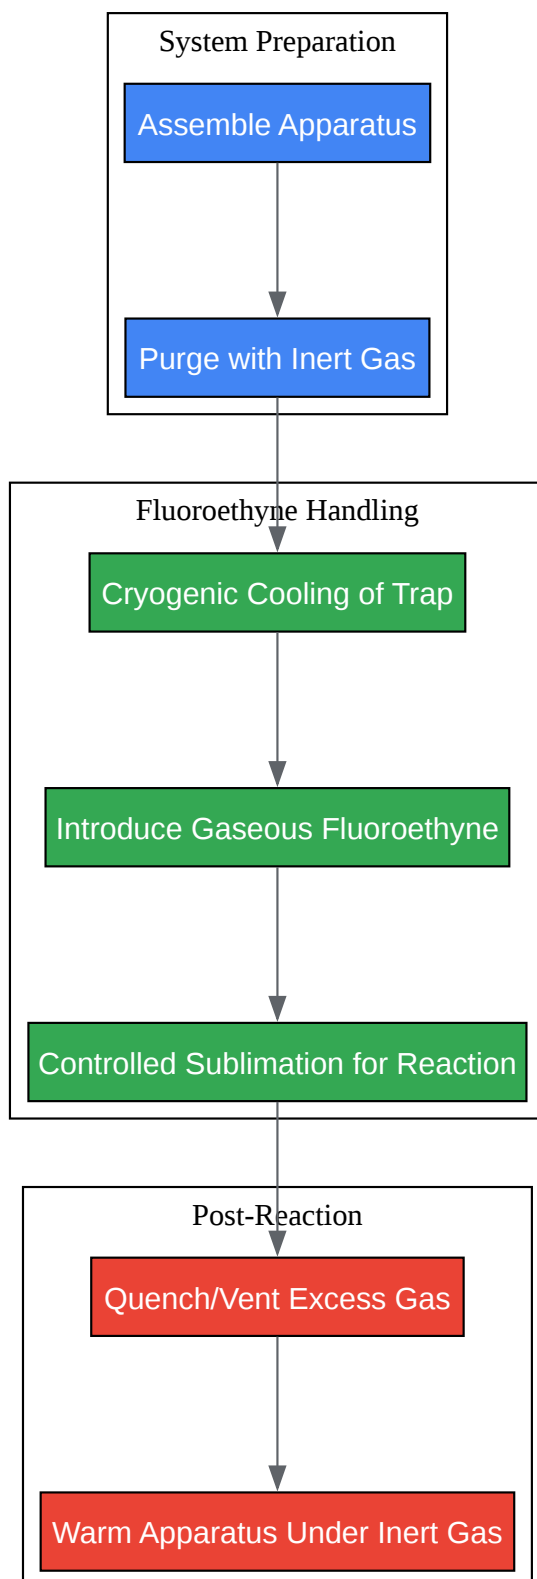 System Preparation
Assemble Apparatus
Purge with Inert Gas
Fluoroethyne Handling
Cryogenic Cooling of Trap
Introduce Gaseous Fluoroethyne
Controlled Sublimation for Reaction
Post-Reaction
Quench/Vent Excess Gas
Warm Apparatus Under Inert Gas